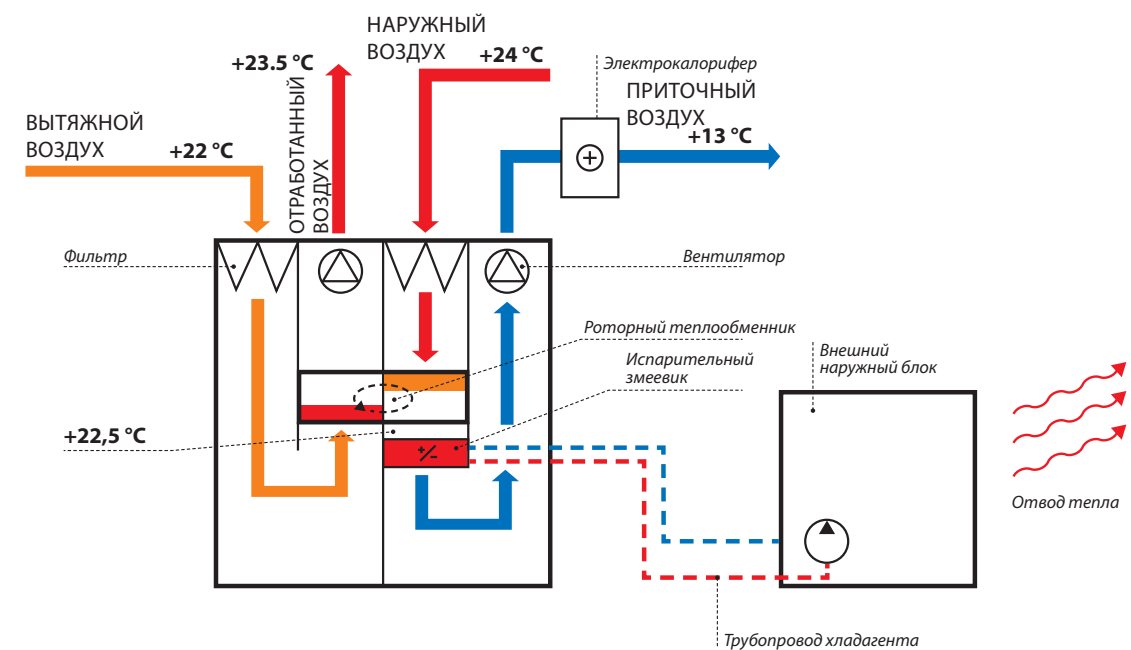 НАРУЖНЫЙ
ВОЗДУХ
+24 °C
+23.5 °C
ОТРАБОТАННЫЙ
ВОЗДУХ
Электрокалорифер
ПРИТОЧНЫЙ
ВОЗДУХ
+13 °C
ВЫТЯЖНОЙ
ВОЗДУХ
+22 °C
Фильтр
Вентилятор
Роторный теплообменник
Испарительный
змеевик
Внешний
наружный блок
+22,5 °C
+/-
Отвод тепла
Трубопровод хладагента